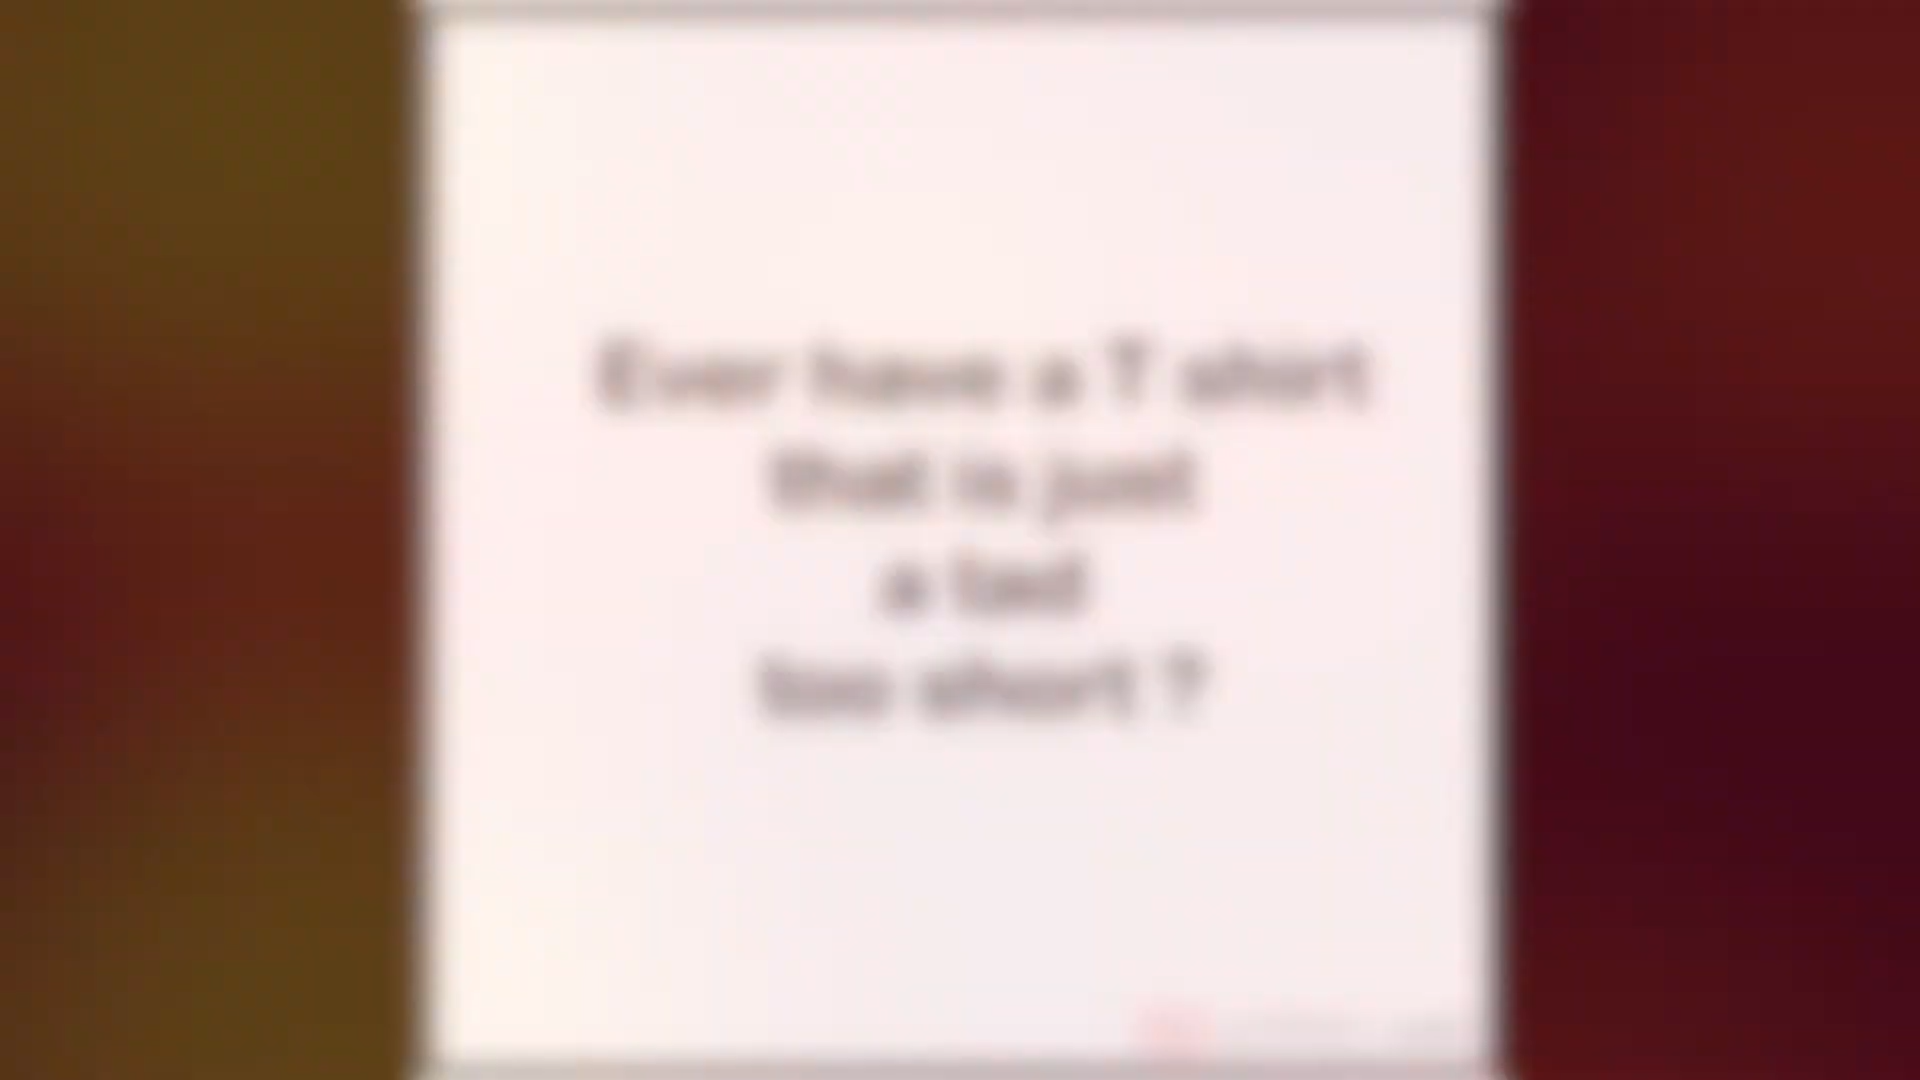 Ever have a T shirt
that is just
a tad
too short ?